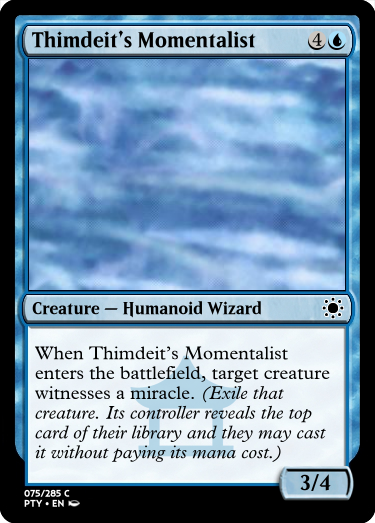 Thimdeit's Momentalist 4
Creature — Humanoid Wizard
When Thimdeit's Momentalist
enters the battlefield, target creature
witnesses a miracle. (Exile that
creature. Its controller reveals the top
card of their library and they may cast
it without paying its mana cost.)
3/4
075/285 C
PTY • EN